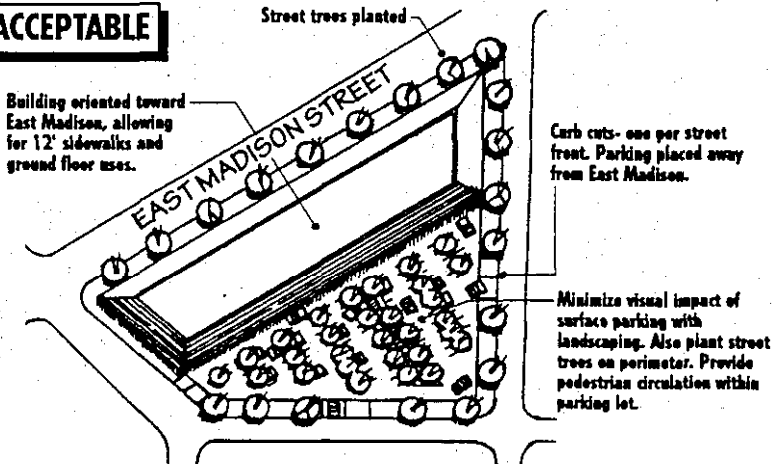 ACCEPTABLE
Street trees planted
Building oriented toward
East Madison, allowing
for 12' sidewalks and
ground floor uses.
EAST MADISON STREET
Curb cuts- one per street
front. Parking placed away
from East Madison.
Minimize visual impact of
surface parking with
landscaping. Also plant street
trees on perimeter. Provide
pedestrian circulation within
parking lot.